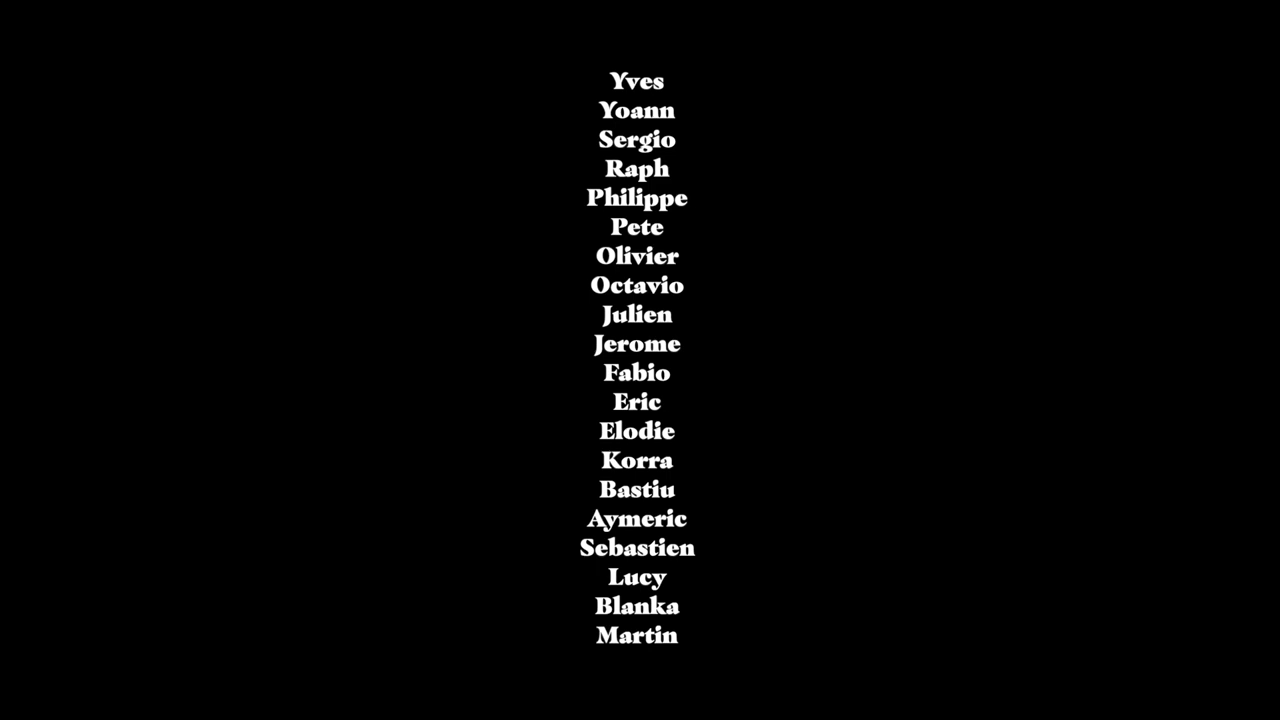 Yves
Yoann
Sergio
Raph
Philippe
Pete
Olivier
Octavio
Julien
Jerome
Fabio
Eric
Elodie
Korra
Bastiu
Aymeric
Sebastien
Lucy
Blanka
Martin